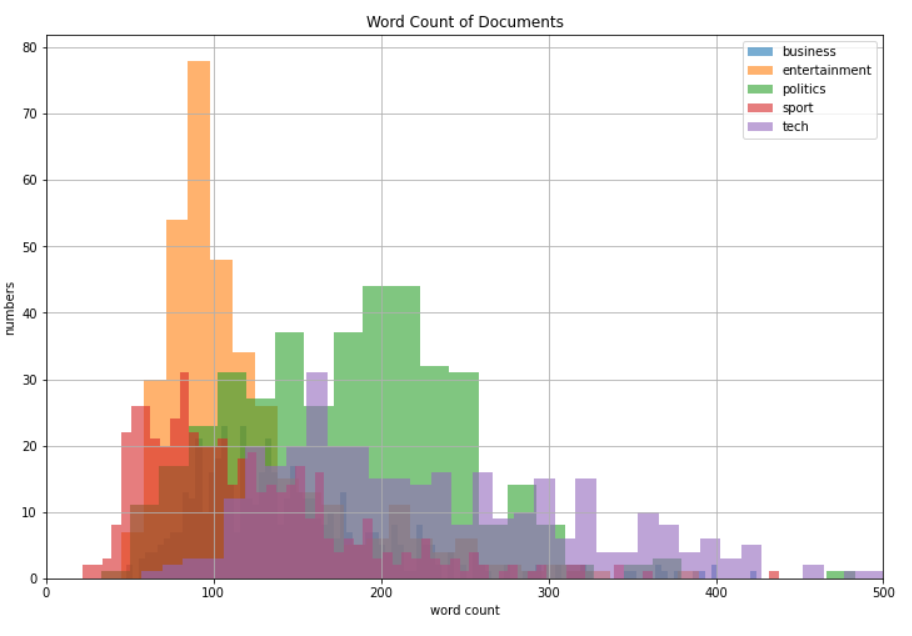 Word Count of Documents
business
entertainment
politics
sport
tech
80
70
60
50
40
30
20
10
0
numbers
0 100 200 300 400 500
word count